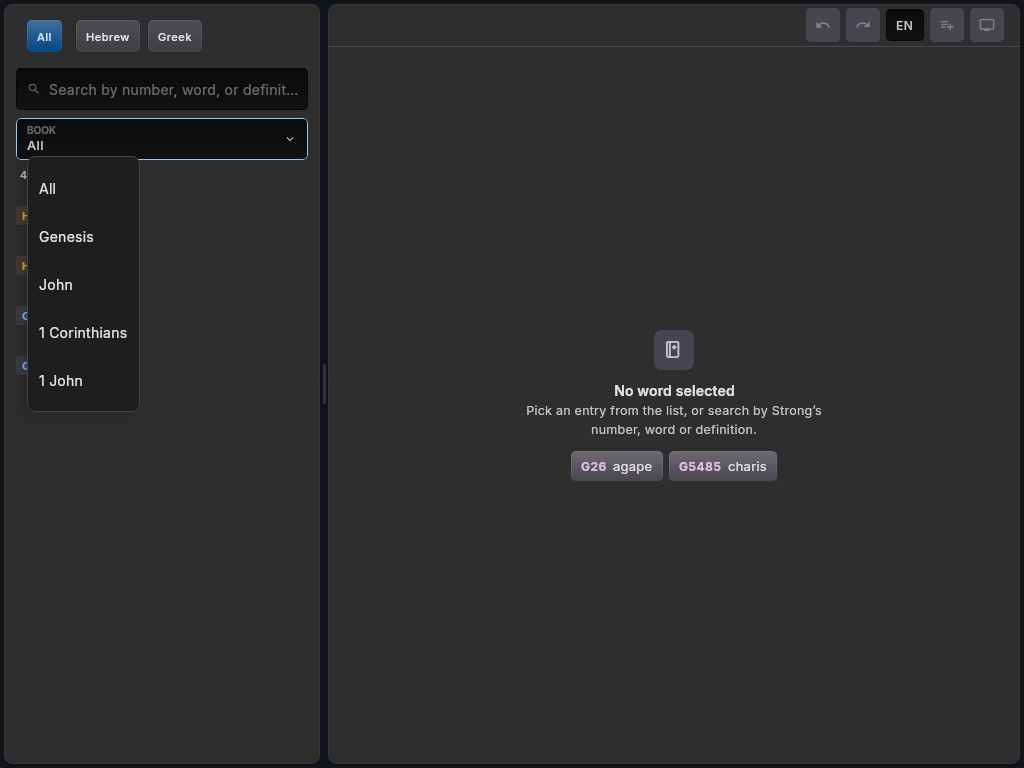 All
Hebrew
Greek
EN
Search by number, word, or definit...
BOOK
All
4
All
Genesis
John
1 Corinthians
1 John
No word selected
Pick an entry from the list, or search by Strong's
number, word or definition.
G26 agape
G5485 charis